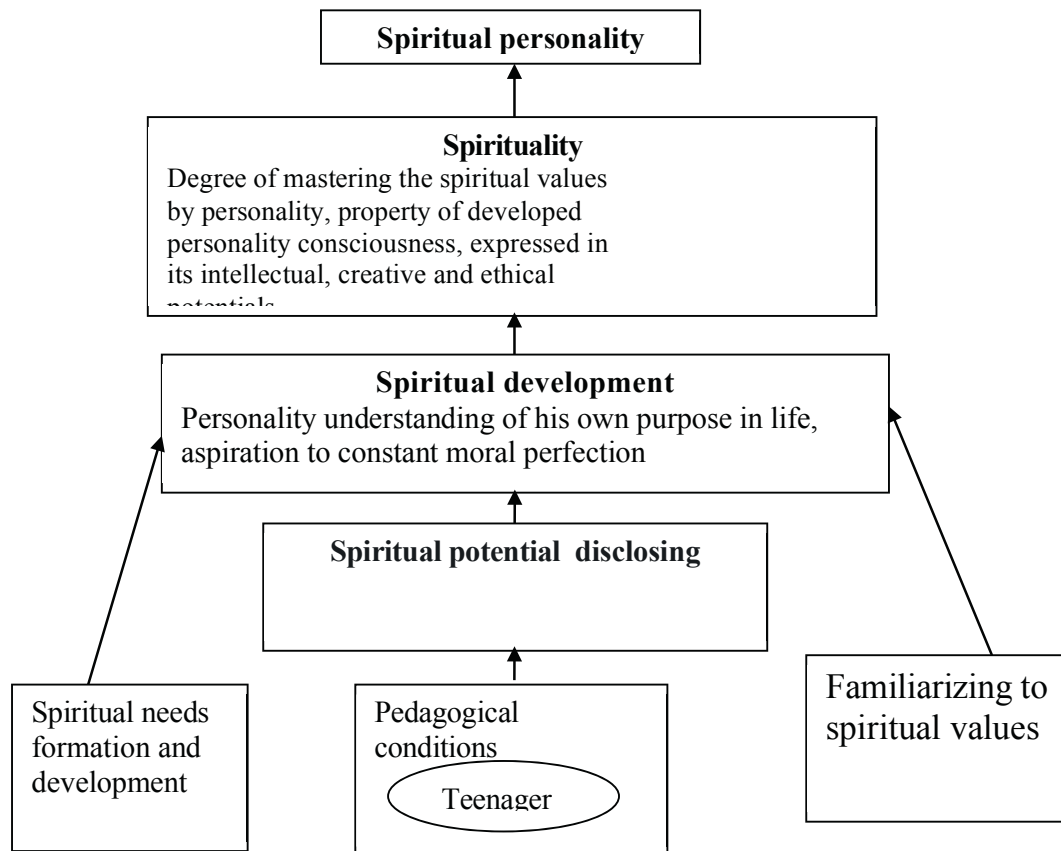 Spiritual personality
Spirituality
Degree of mastering the spiritual values
by personality, property of developed
personality consciousness, expressed in
its intellectual, creative and ethical
potentials
Spiritual development
Personality understanding of his own purpose in life,
aspiration to constant moral perfection
Spiritual potential disclosing
Spiritual needs
formation and
development
Pedagogical
conditions
Teenager
Familiarizing to
spiritual values